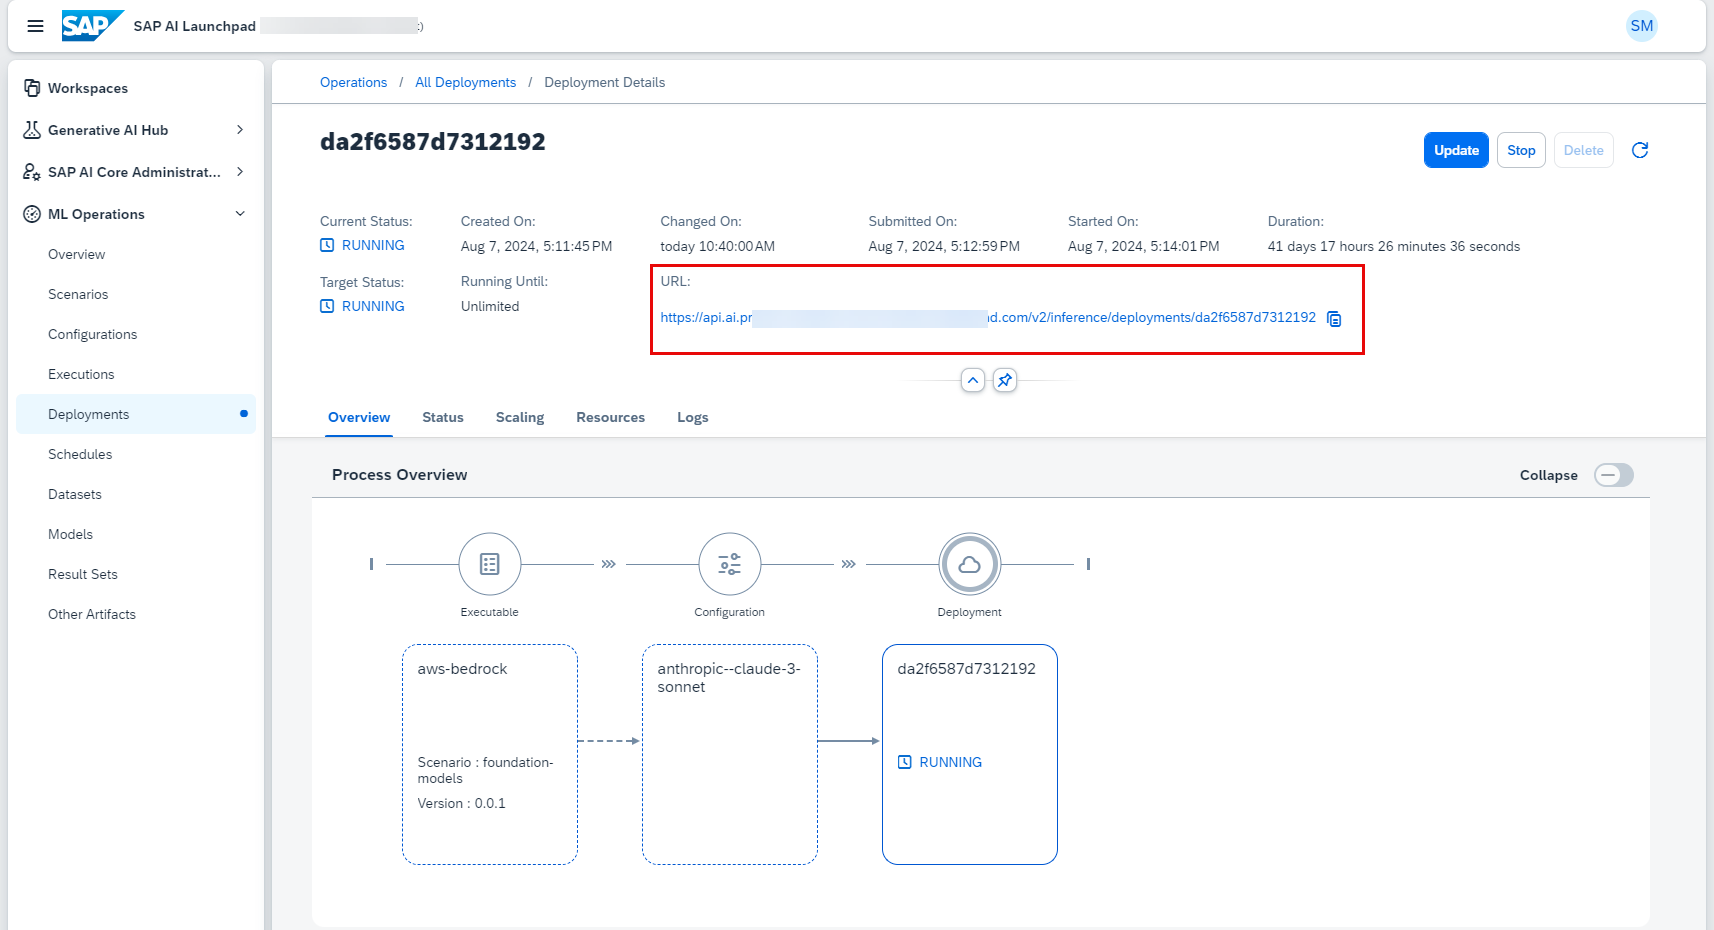 SAP SAP AI Launchpad
SM
Workspaces
Generative AI Hub
SAP AI Core Administrat...
ML Operations
Overview
Scenarios
Configurations
Executions
Deployments
Schedules
Datasets
Models
Result Sets
Other Artifacts
Operations / All Deployments / Deployment Details
da2f6587d7312192
Update Stop Delete
Current Status: Created On: Changed On: Submitted On: Started On: Duration:
RUNNING Aug 7, 2024, 5:11:45 PM today 10:40:00 AM Aug 7, 2024, 5:12:59 PM Aug 7, 2024, 5:14:01 PM 41 days 17 hours 26 minutes 36 seconds
Target Status: Running Until: URL:
RUNNING Unlimited
https://api.ai.pr d.com/v2/inference/deployments/da2f6587d7312192
Overview Status Scaling Resources Logs
Process Overview Collapse
Executable Configuration Deployment
aws-bedrock
Scenario : foundation-
models
Version : 0.0.1
anthropic--claude-3-
sonnet
da2f6587d7312192
RUNNING